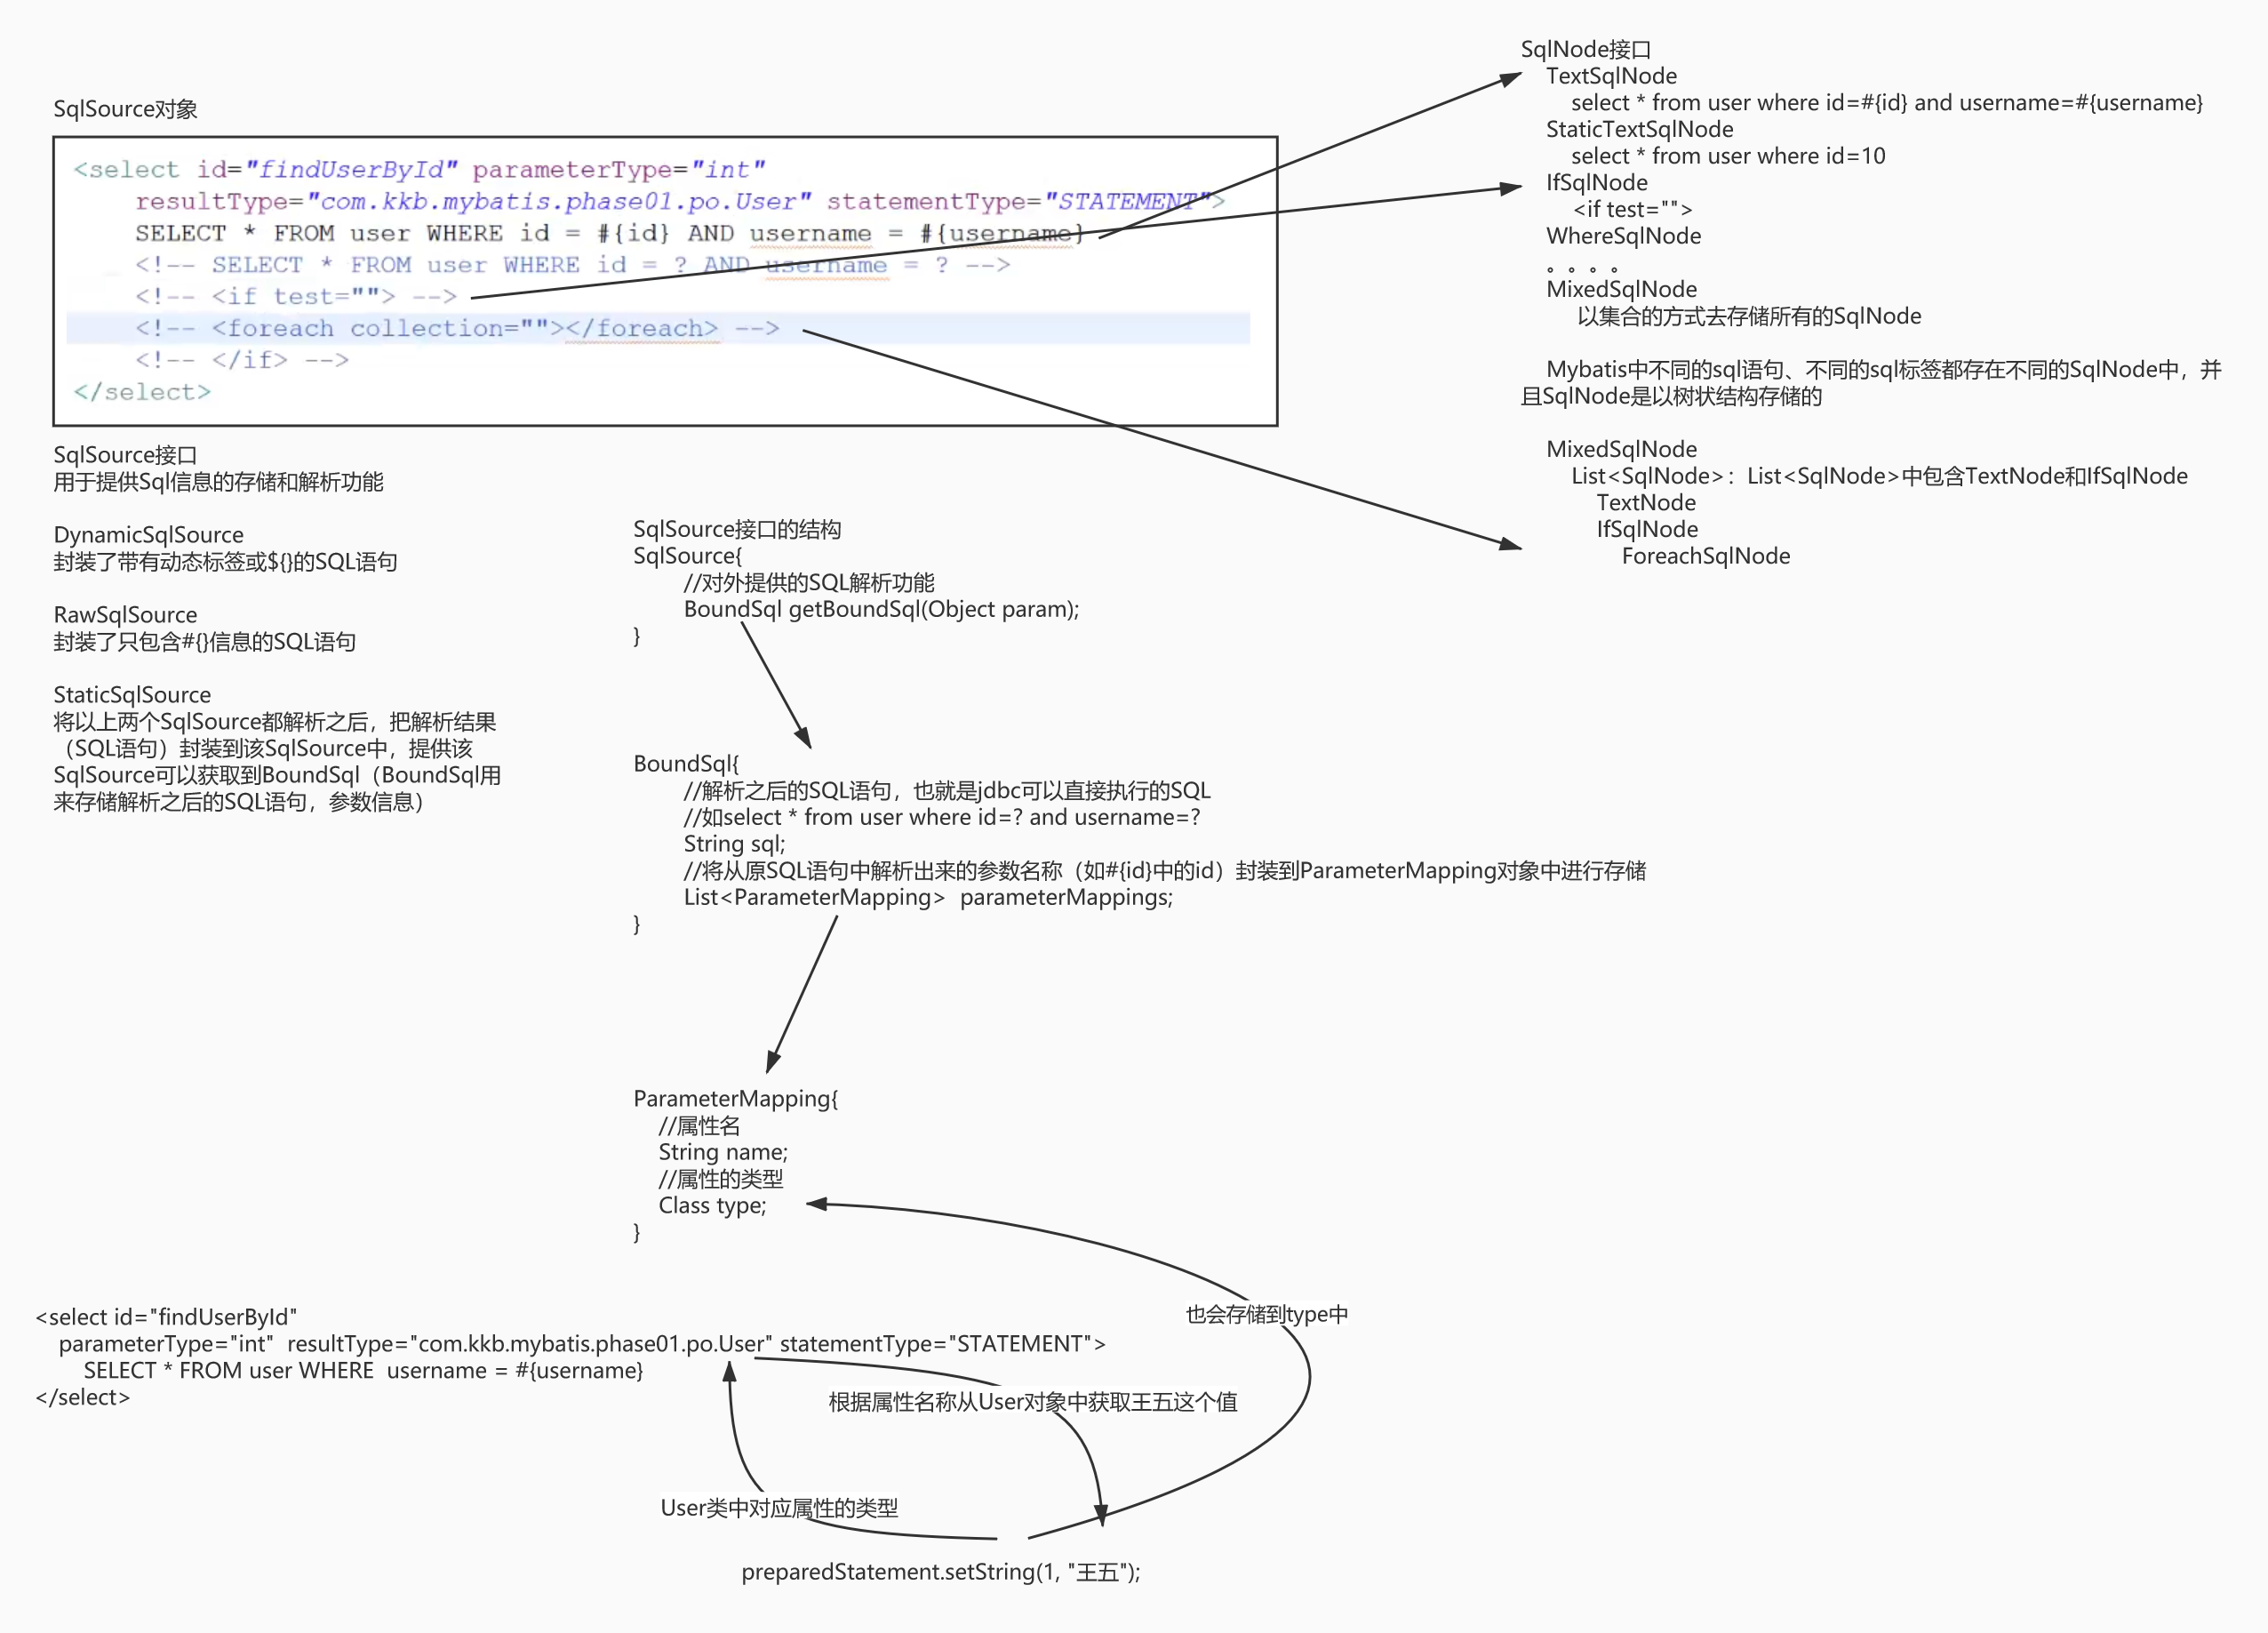 SqlSource对象
<select id="findUserById" parameterType="int"
resultType="com.kkb.mybatis.phase01.po.User" statementType="STATEMENT">
SELECT * FROM user WHERE id = #{id} AND username = #{username}
<!-- SELECT * FROM user WHERE id = ? AND username = ? -->
<!-- <if test=""> -->
<!-- <foreach collection=""></foreach> -->
<!-- </if> -->
</select>
SqlNode接口
TextSqlNode
select * from user where id=#{id} and username=#{username}
StaticTextSqlNode
select * from user where id=10
IfSqlNode
<if test="">
WhereSqlNode
。。。。
MixedSqlNode
以集合的方式去存储所有的SqlNode
Mybatis中不同的sql语句、不同的sql标签都存在不同的SqlNode中，并
且SqlNode是以树状结构存储的
MixedSqlNode
List<SqlNode>：List<SqlNode>中包含TextNode和IfSqlNode
TextNode
IfSqlNode
ForeachSqlNode
SqlSource接口
用于提供Sql信息的存储和解析功能
DynamicSqlSource
封装了带有动态标签或${}的SQL语句
RawSqlSource
封装了只包含#{}信息的SQL语句
StaticSqlSource
将以上两个SqlSource都解析之后，把解析结果
（SQL语句）封装到该SqlSource中，提供该
SqlSource可以获取到BoundSql（BoundSql用
来存储解析之后的SQL语句，参数信息）
SqlSource接口的结构
SqlSource{
//对外提供的SQL解析功能
BoundSql getBoundSql(Object param);
}
BoundSql{
//解析之后的SQL语句，也就是jdbc可以直接执行的SQL
//如select * from user where id=? and username=?
String sql;
//将从原SQL语句中解析出来的参数名称（如#{id}中的id）封装到ParameterMapping对象中进行存储
List<ParameterMapping>  parameterMappings;
}
ParameterMapping{
//属性名
String name;
//属性的类型
Class type;
}
也会存储到type中
<select id="findUserById"
parameterType="int"  resultType="com.kkb.mybatis.phase01.po.User" statementType="STATEMENT">
SELECT * FROM user WHERE  username = #{username}
</select>
根据属性名称从User对象中获取王五这个值
User类中对应属性的类型
preparedStatement.setString(1, "王五");